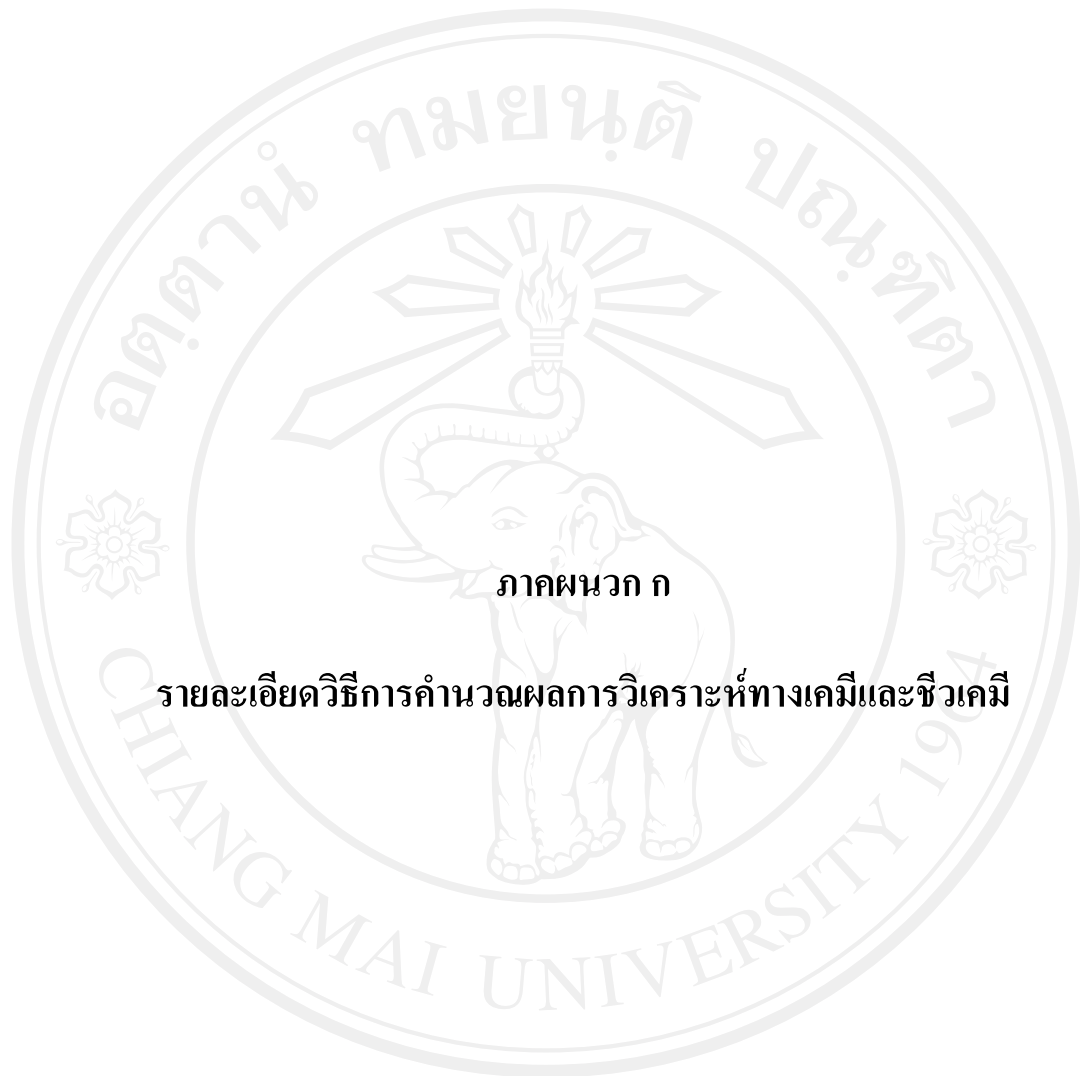 อตฺตานํ ทมยนฺติ ปณฺฑิตา
ภาคผนวก ก
รายละเอียดวิธีการคำนวณผลการวิเคราะห์ทางเคมีและชีวเคมี
CHIANG MAI UNIVERSITY 1964